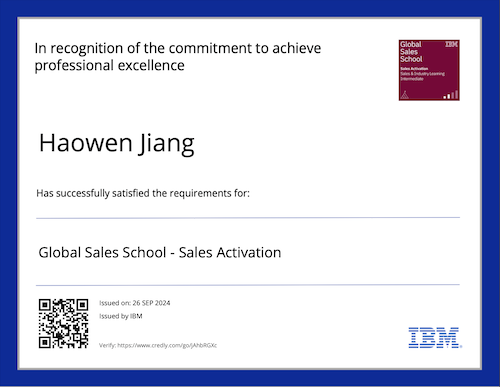 In recognition of the commitment to achieve
professional excellence
Global
Sales
School
IBM
Sales Activation
Sales & Industry Learning
Intermediate
Haowen Jiang
Has successfully satisfied the requirements for:
Global Sales School - Sales Activation
Issued on: 26 SEP 2024
Issued by IBM
Verify: https://www.credly.com/go/jAhbRGXc
IBM